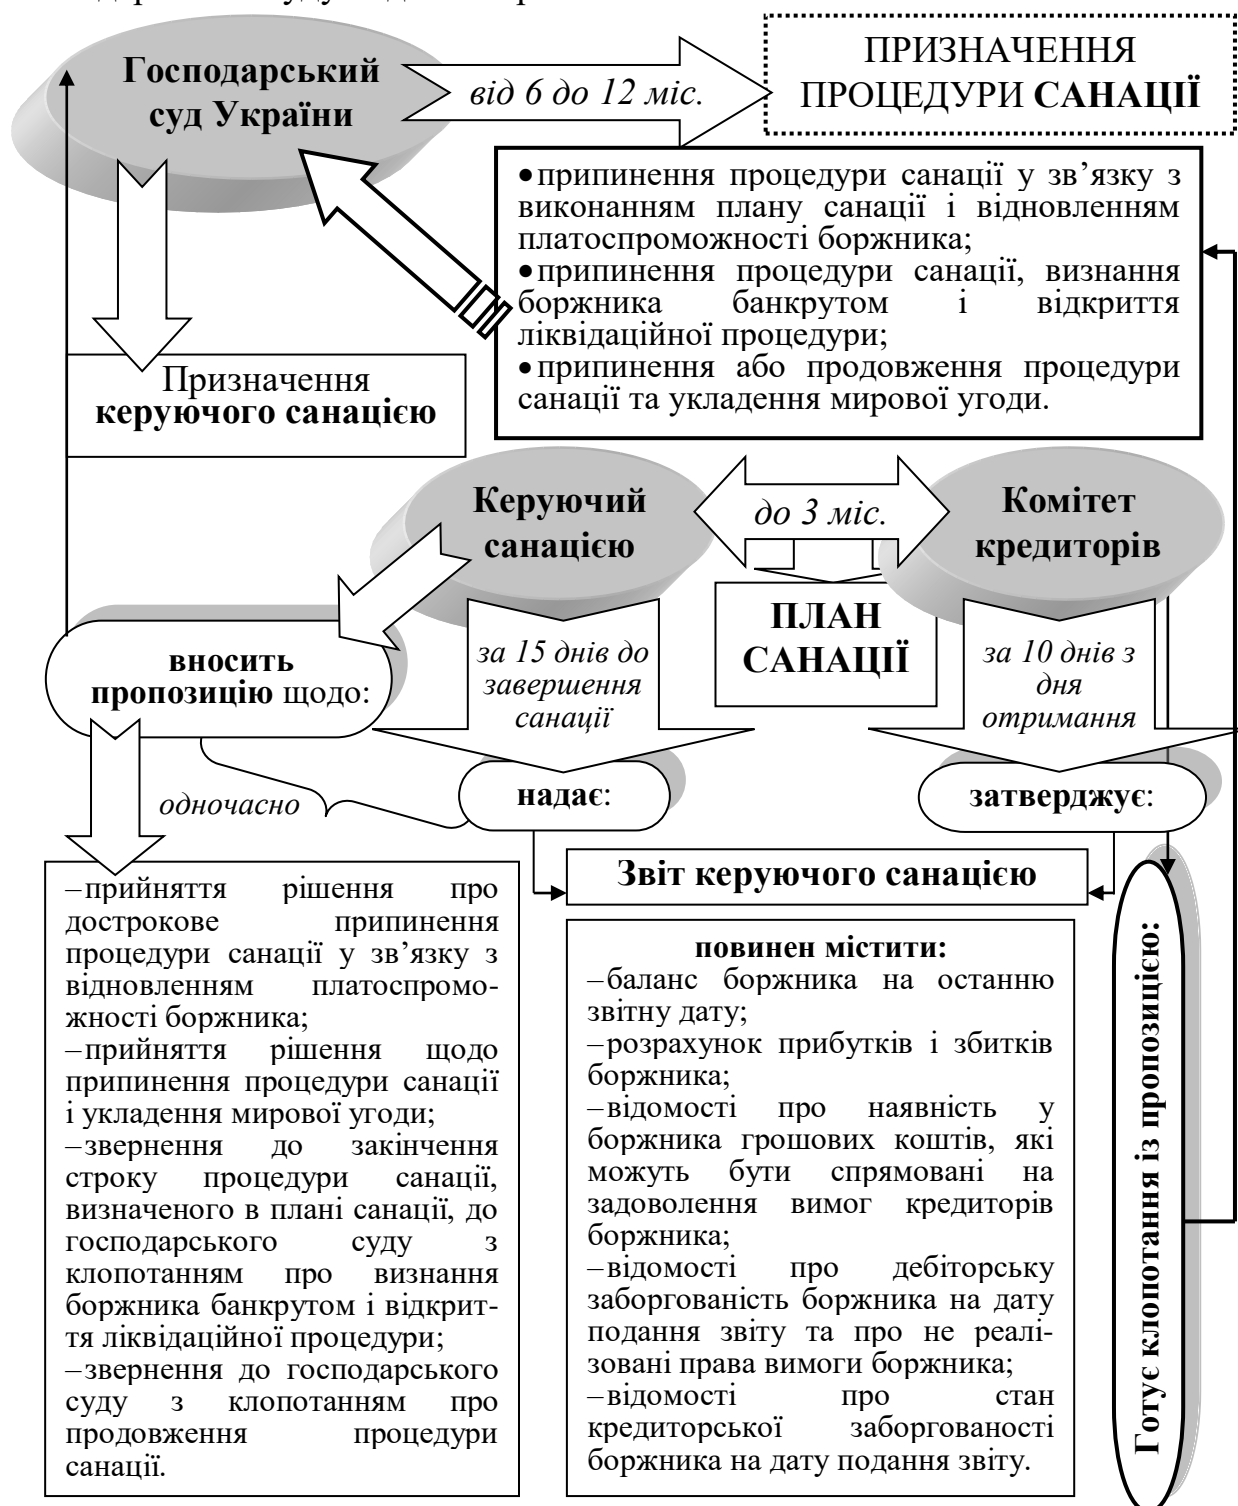 Господарський
суд України
від 6 до 12 міс.
ПРИЗНАЧЕННЯ
ПРОЦЕДУРИ САНАЦІЇ
•припинення процедури санації у зв’язку з
виконанням плану санації і відновленням
платоспроможності боржника;
•припинення процедури санації, визнання
боржника банкрутом і відкриття
ліквідаційної процедури;
•припинення або продовження процедури
санації та укладення мирової угоди.
Призначення
керуючого санацією
Керуючий
санацією
до 3 міс.
Комітет
кредиторів
ПЛАН
САНАЦІЇ
вносить
пропозицію щодо:
за 15 днів до
завершення
санації
за 10 днів з
дня
отримання
одночасно
надає:
затверджує:
–прийняття рішення про
дострокове припинення
процедури санації у зв’язку з
відновленням платоспромо-
жності боржника;
–прийняття рішення щодо
припинення процедури санації
і укладення мирової угоди;
–звернення до закінчення
строку процедури санації,
визначеного в плані санації, до
господарського суду з
клопотанням про визнання
боржника банкрутом і відкрит-
тя ліквідаційної процедури;
–звернення до господарського
суду з клопотанням про
продовження процедури
санації.
Звіт керуючого санацією
повинен містити:
–баланс боржника на останню
звітну дату;
–розрахунок прибутків і збитків
боржника;
–відомості про наявність у
боржника грошових коштів, які
можуть бути спрямовані на
задоволення вимог кредиторів
боржника;
–відомості про дебіторську
заборгованість боржника на дату
подання звіту та про не реалі-
зовані права вимоги боржника;
–відомості про стан
кредиторської заборгованості
боржника на дату подання звіту.
Готує клопотання із пропозицією: